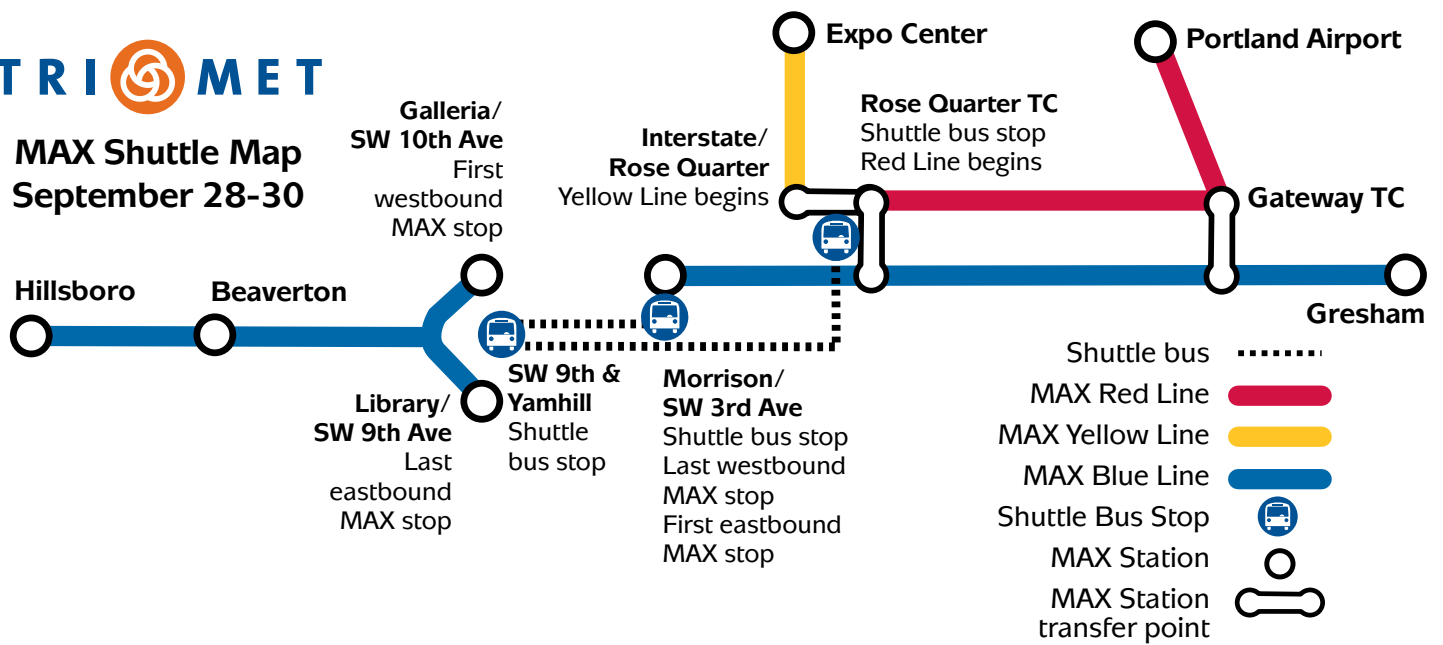 TRI MET
MAX Shuttle Map
September 28-30
Galleria/
SW 10th Ave
First
westbound
MAX stop
Interstate/
Rose Quarter
Yellow Line begins
Expo Center
Rose Quarter TC
Shuttle bus stop
Red Line begins
Portland Airport
Gateway TC
Hillsboro
Beaverton
Gresham
Library/
SW 9th Ave
Last
eastbound
MAX stop
SW 9th &
Yamhill
Shuttle
bus stop
Morrison/
SW 3rd Ave
Shuttle bus stop
Last westbound
MAX stop
First eastbound
MAX stop
Shuttle bus
MAX Red Line
MAX Yellow Line
MAX Blue Line
Shuttle Bus Stop
MAX Station
MAX Station
transfer point